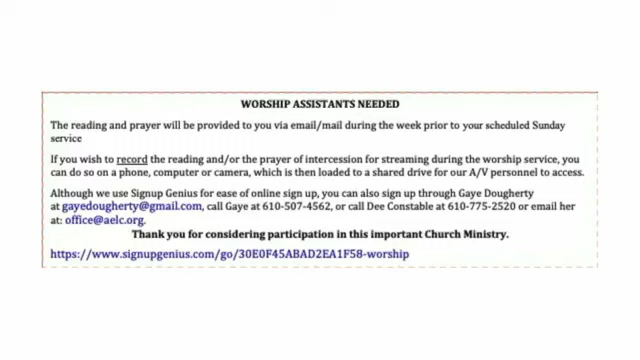 WORSHIP ASSISTANTS NEEDED
The reading and prayer will be provided to you via email/mail during the week prior to your scheduled Sunday
service
If you wish to record the reading and/or the prayer of intercession for streaming during the worship service, you
can do so on a phone, computer or camera, which is then loaded to a shared drive for our A/V personnel to access.
Although we use Signup Genius for ease of online sign up, you can also sign up through Gaye Dougherty
at gayedougherty@gmail.com, call Gaye at 610-507-4562, or call Dee Constable at 610-775-2520 or email her
at: office@aelc.org.
Thank you for considering participation in this important Church Ministry.
https://www.signupgenius.com/go/30E0F45ABAD2EA1F58-worship